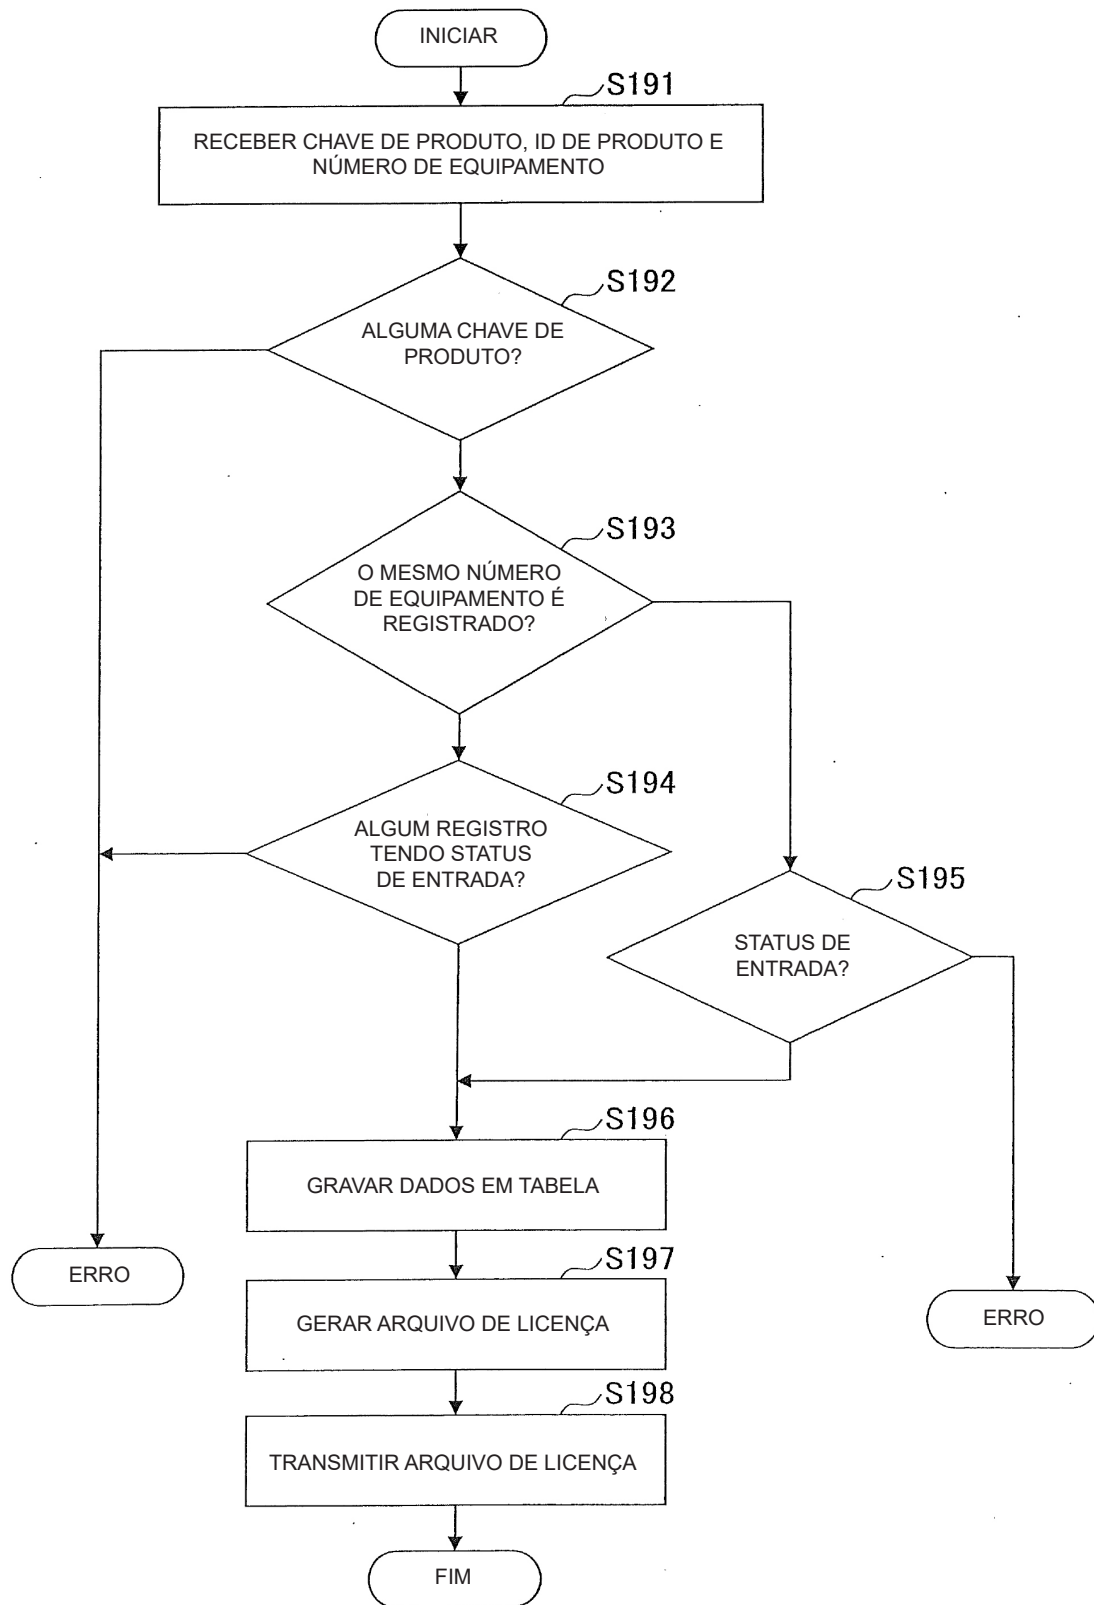 INICIAR
S191
RECEBER CHAVE DE PRODUTO, ID DE PRODUTO E
NÚMERO DE EQUIPAMENTO
S192
ALGUMA CHAVE DE
PRODUTO?
S193
O MESMO NÚMERO
DE EQUIPAMENTO É
REGISTRADO?
S194
ALGUM REGISTRO
TENDO STATUS
DE ENTRADA?
S195
STATUS DE
ENTRADA?
S196
GRAVAR DADOS EM TABELA
S197
ERRO
GERAR ARQUIVO DE LICENÇA
ERRO
S198
TRANSMITIR ARQUIVO DE LICENÇA
FIM